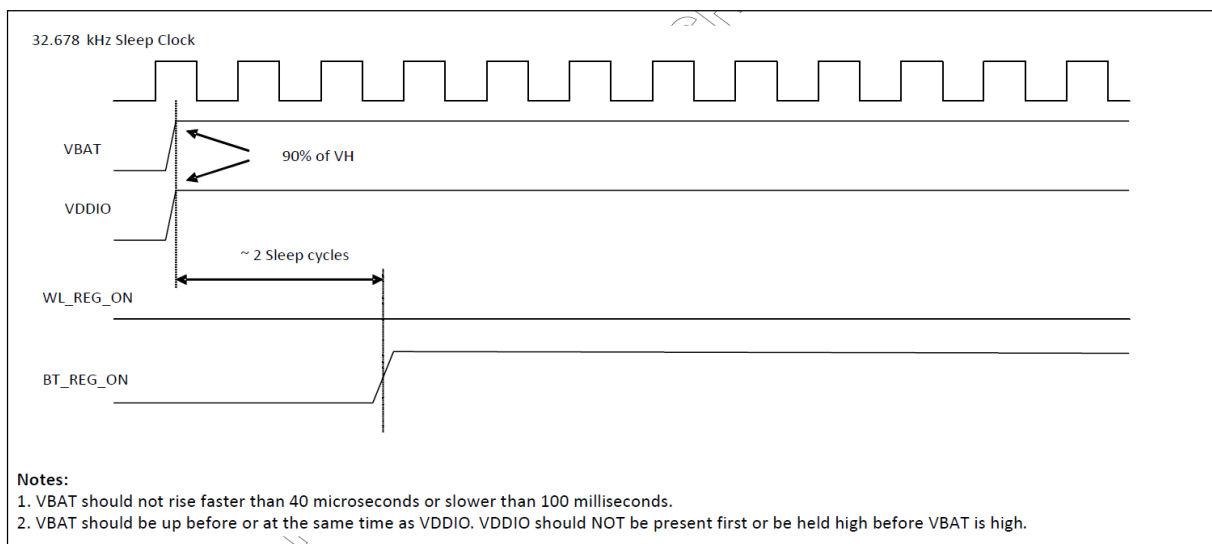 32.678 kHz Sleep Clock
VBAT
90% of VH
VDDIO
~ 2 Sleep cycles
WL_REG_ON
BT_REG_ON
Notes:
1. VBAT should not rise faster than 40 microseconds or slower than 100 milliseconds.
2. VBAT should be up before or at the same time as VDDIO. VDDIO should NOT be present first or be held high before VBAT is high.